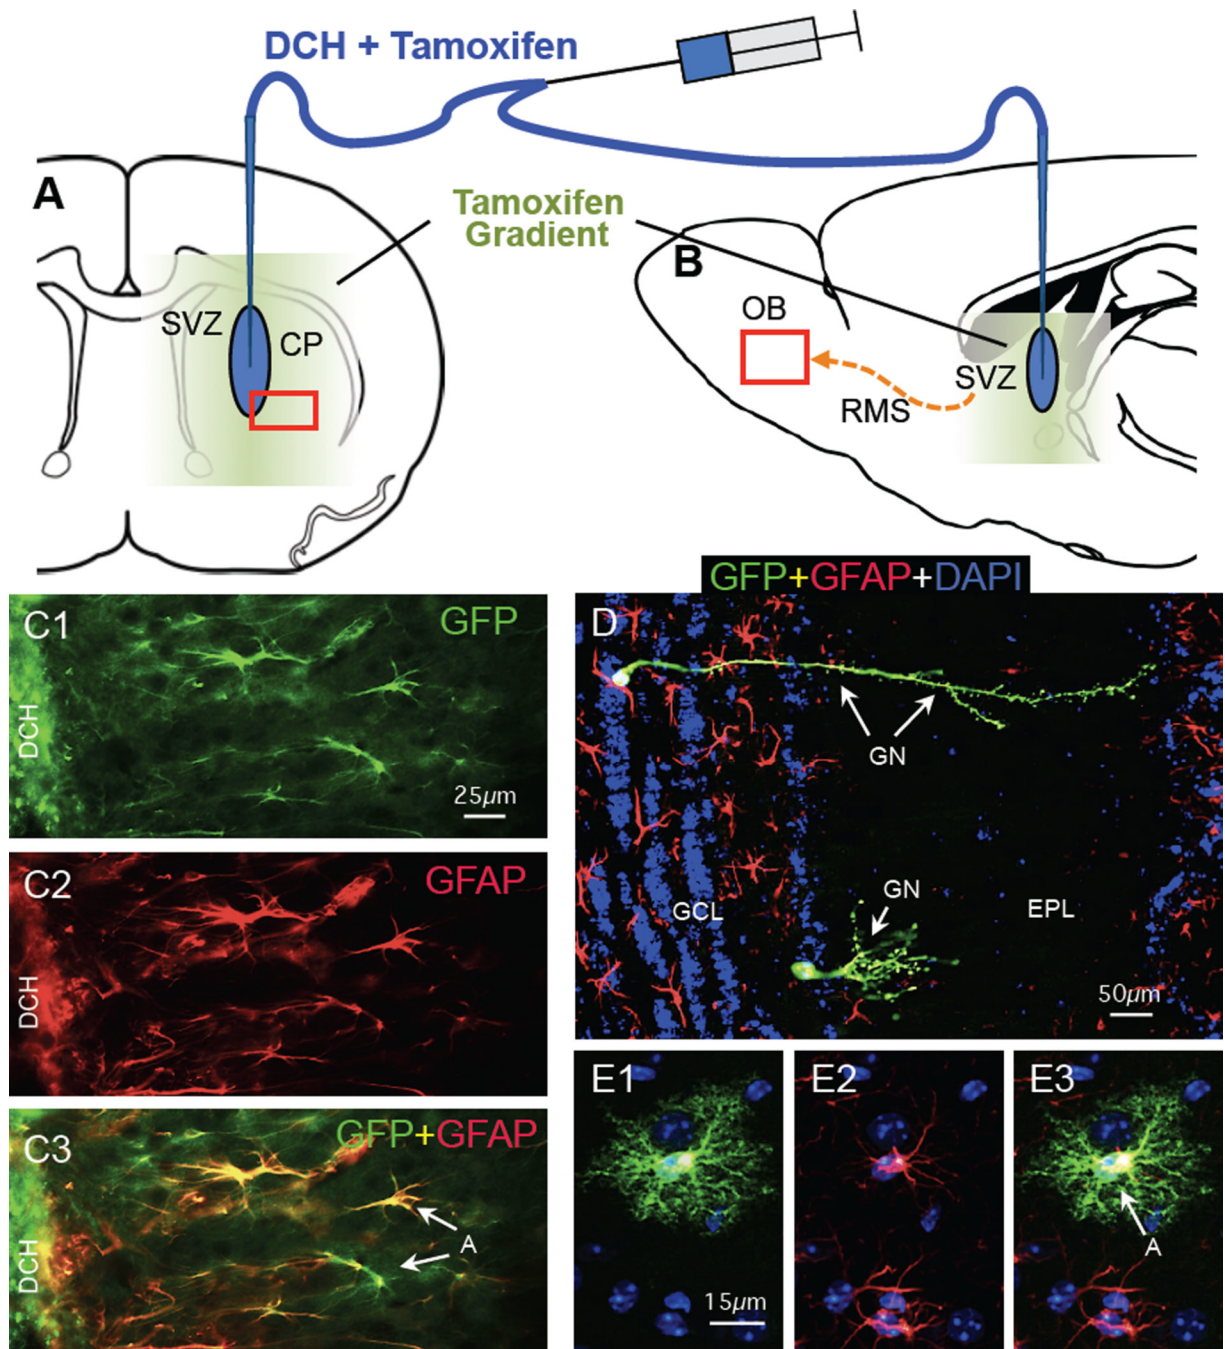 DCH + Tamoxifen
A
Tamoxifen
Gradient
B
SVZ
CP
OB
SVZ
RMS
GFP+GFAP+DAPI
C1
GFP
DCH
25µm
D
GN
GN
GCL
EPL
50µm
C2
GFAP
DCH
C3
GFP+GFAP
A
DCH
E1
15µm
E2
E3
A